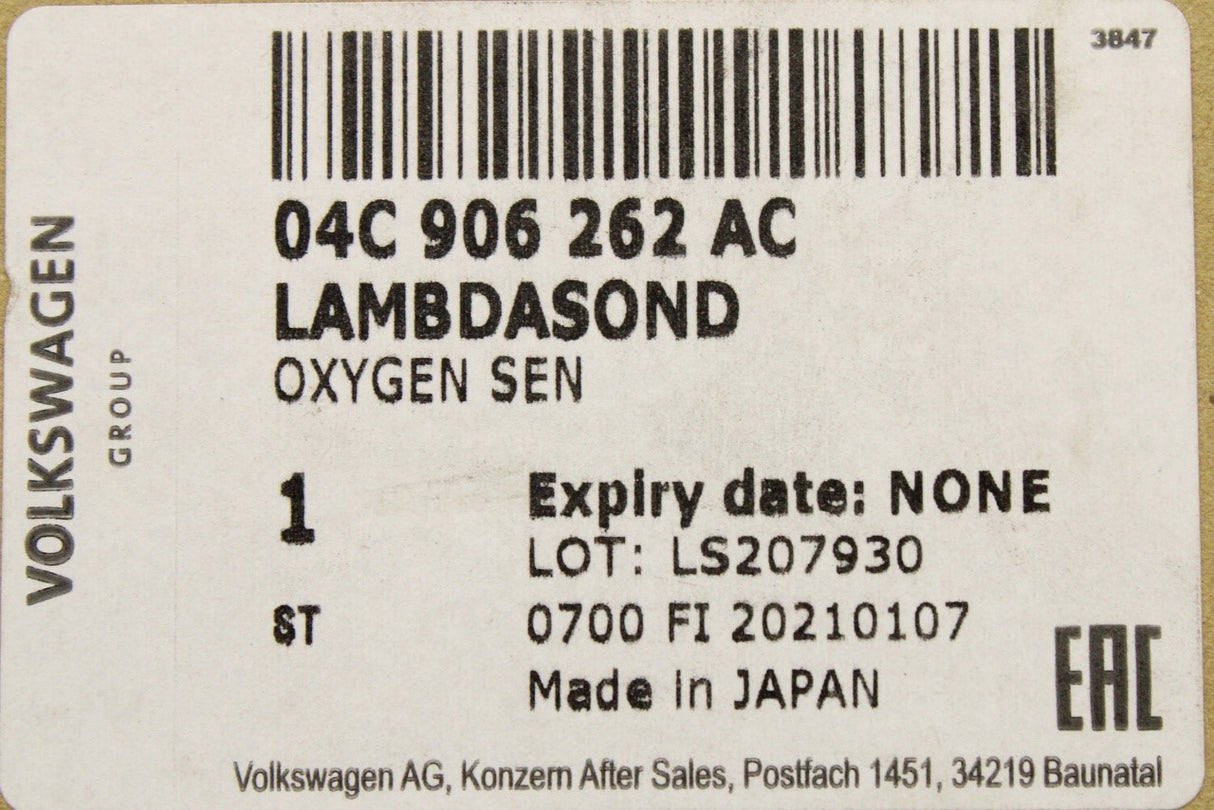 3847
04C 906 262 AC
LAMBDASOND
OXYGEN SEN
VOLKSWAGEN
GROUP
1
Expiry date: NONE
LOT: LS207930
ST
0700 FI 20210107
Made in JAPAN
EAC
Volkswagen AG, Konzern After Sales, Postfach 1451, 34219 Baunatal